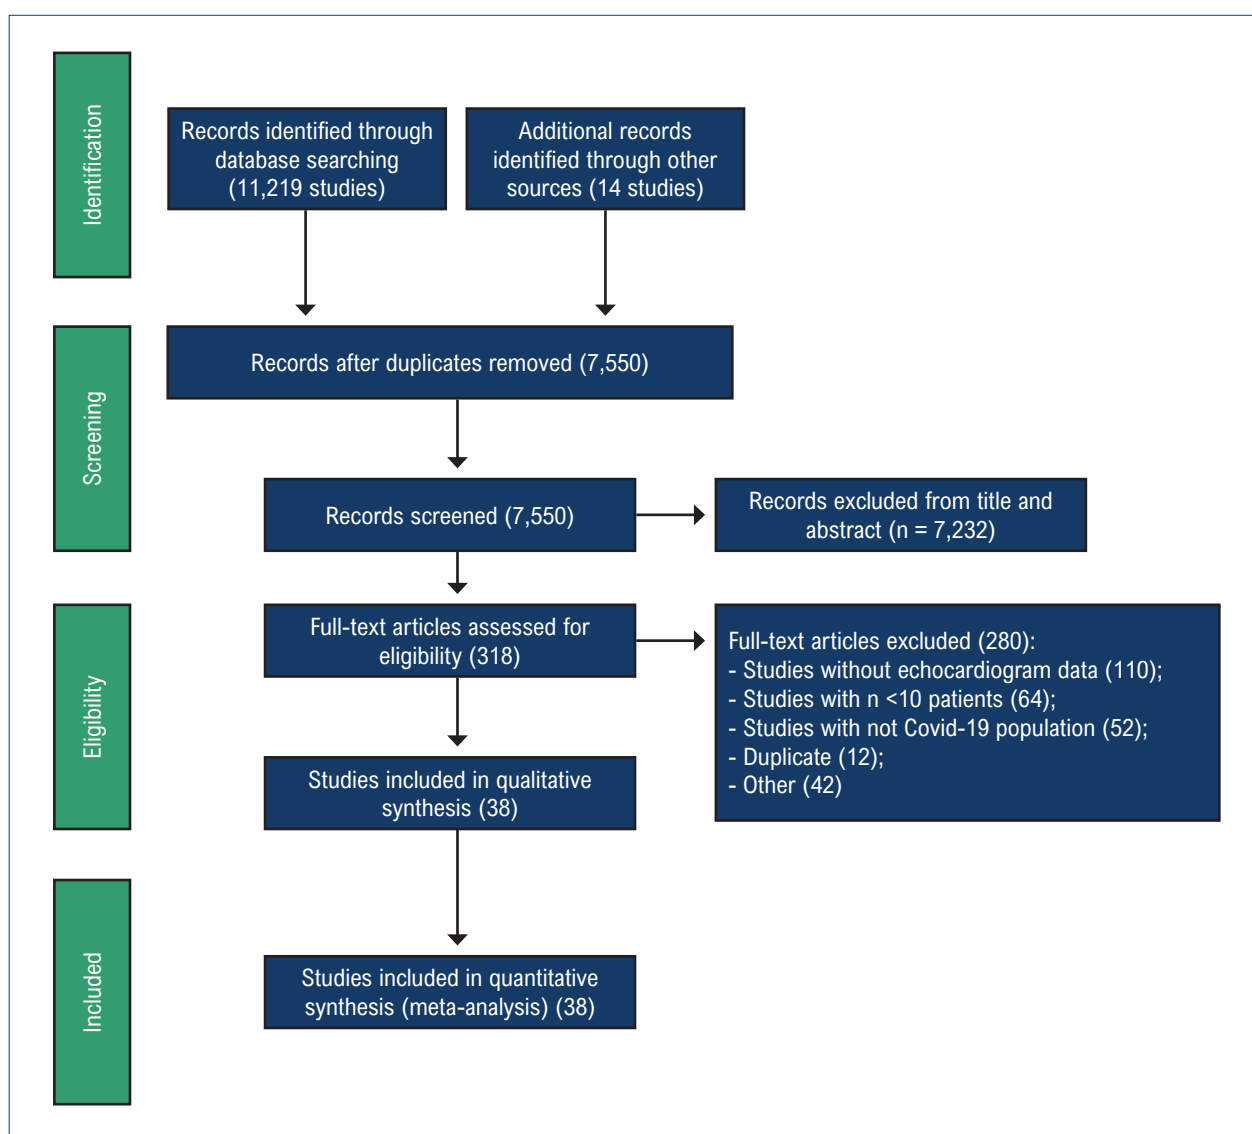 Identification
Records identified through
database searching
(11,219 studies)
Additional records
identified through other
sources (14 studies)
Screening
Records after duplicates removed (7,550)
Records screened (7,550)
Records excluded from title and
abstract (n = 7,232)
Eligibility
Full-text articles assessed for
eligibility (318)
Full-text articles excluded (280):
- Studies without echocardiogram data (110);
- Studies with n <10 patients (64);
- Studies with not Covid-19 population (52);
- Duplicate (12);
- Other (42)
Studies included in qualitative
synthesis (38)
Included
Studies included in quantitative
synthesis (meta-analysis) (38)